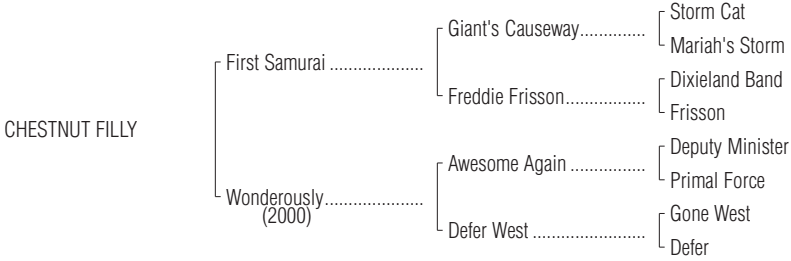 Storm Cat
Giant's Causeway..............
Mariah's Storm
First Samurai ....................
Dixieland Band
Freddie Frisson.................
Frisson
CHESTNUT FILLY
Deputy Minister
Awesome Again ................
Primal Force
Wonderously.....................
(2000)
Gone West
Defer West ........................
Defer